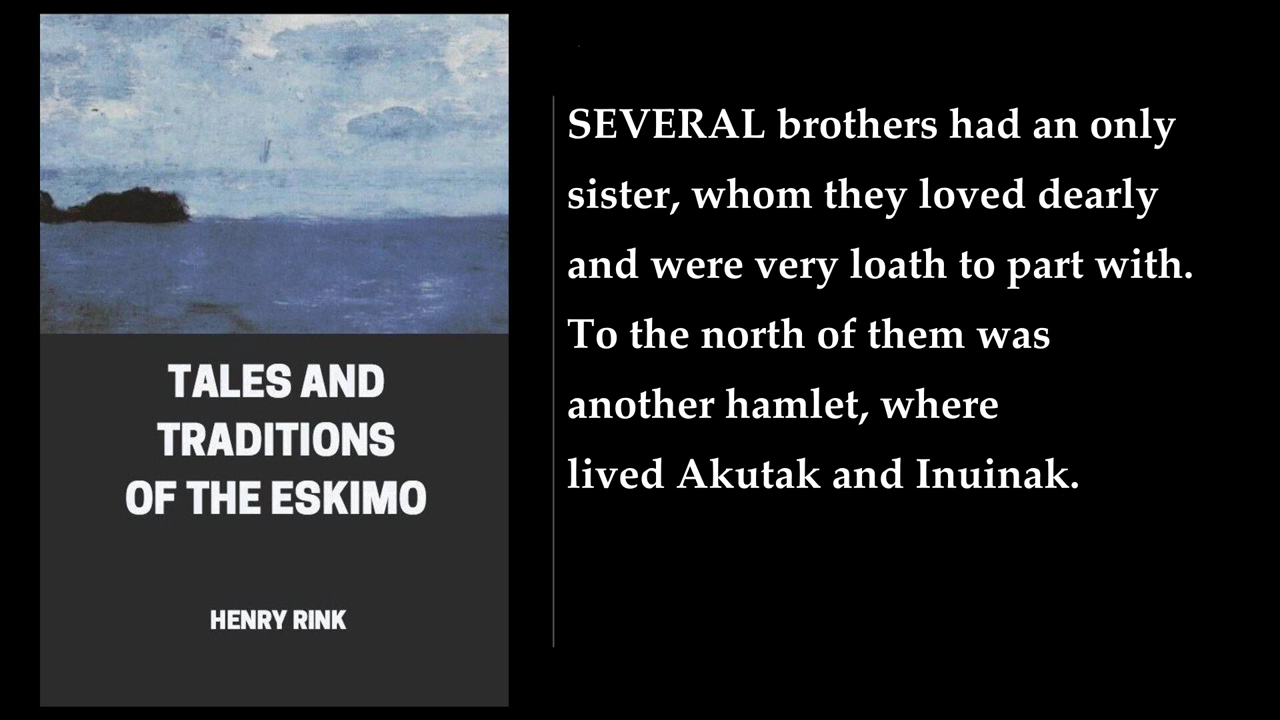 TALES AND
TRADITIONS
OF THE ESKIMO
HENRY RINK
SEVERAL brothers had an only
sister, whom they loved dearly
and were very loath to part with.
To the north of them was
another hamlet, where
lived Akutak and Inuinak.